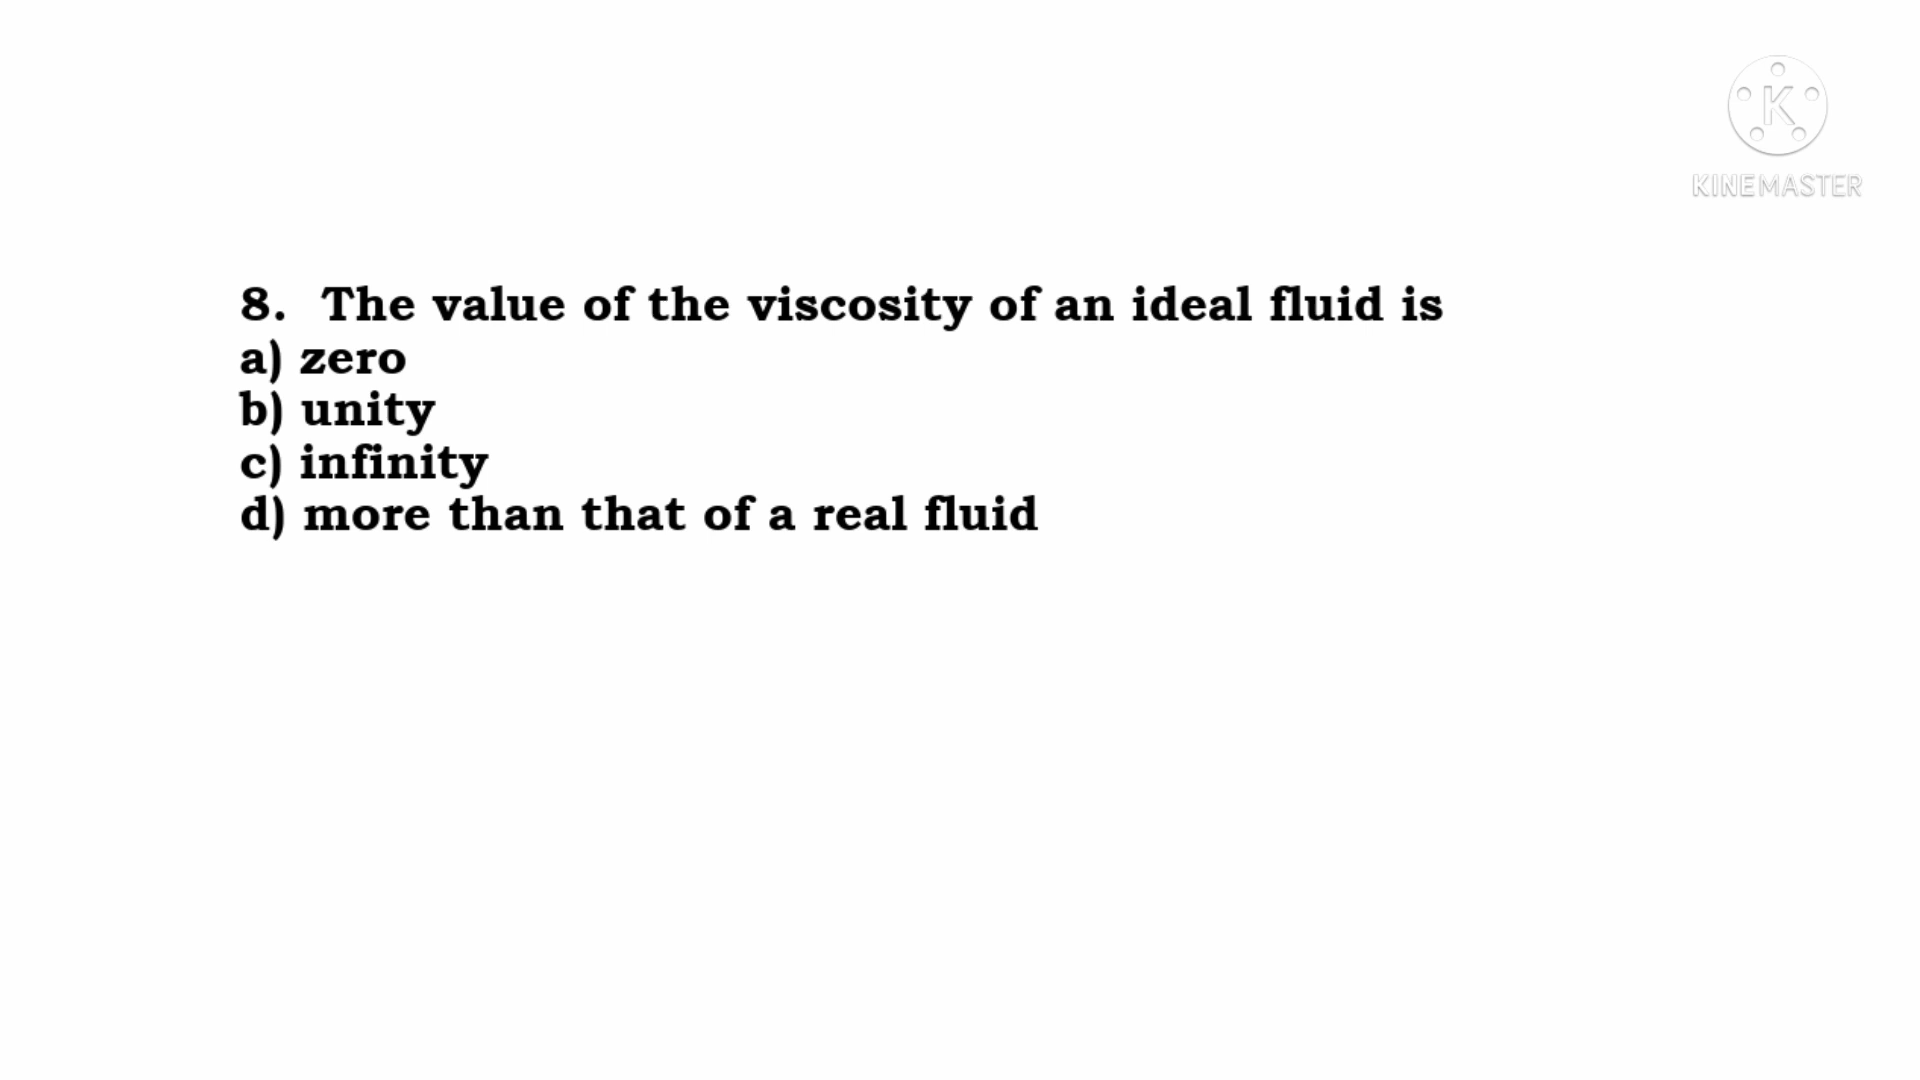 K
KINEMASTER
8. The value of the viscosity of an ideal fluid is
a) zero
b) unity
c) infinity
d) more than that of a real fluid